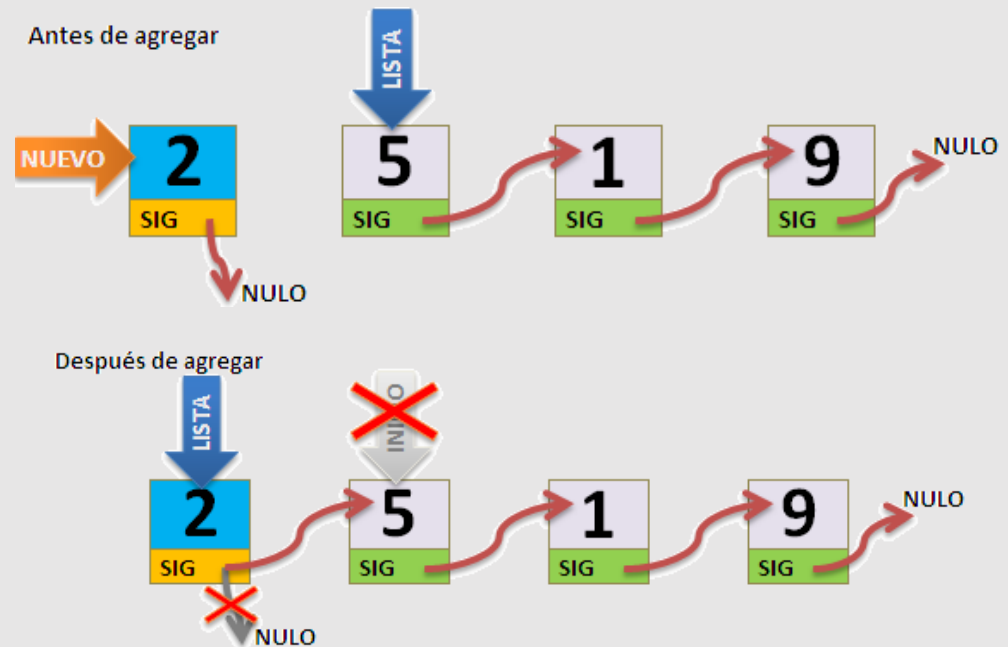 Antes de agregar
LISTA
NUEVO
2
5
1
9
NULO
SIG
SIG
SIG
SIG
NULO
Después de agregar
LISTA
INICIO
2
5
1
9
NULO
SIG
SIG
SIG
SIG
NULO